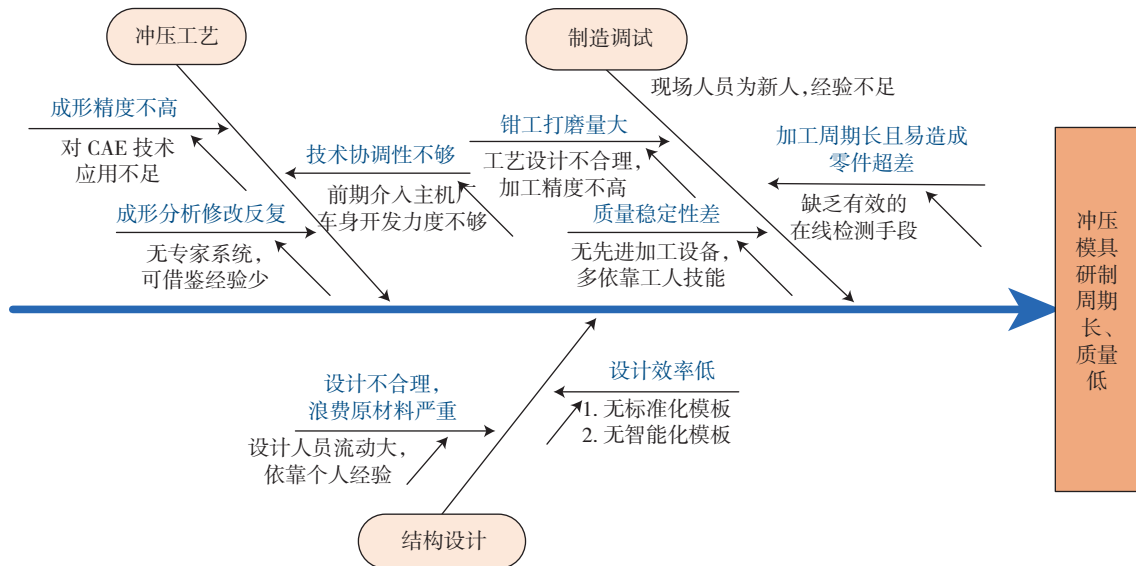 冲压工艺
成形精度不高
对 CAE 技术
应用不足
技术协调性不够
前期介入主机厂
车身开发力度不够
成形分析修改反复
无专家系统,
可借鉴经验少
制造调试
现场人员为新人,经验不足
钳工打磨量大
工艺设计不合理,
加工精度不高
加工周期长且易造成
零件超差
缺乏有效的
在线检测手段
质量稳定性差
无先进加工设备,
多依靠工人技能
冲压
模具
研制
周期
长、
质量
低
设计不合理,
浪费原材料严重
设计人员流动大,
依靠个人经验
设计效率低
1. 无标准化模板
2. 无智能化模板
结构设计